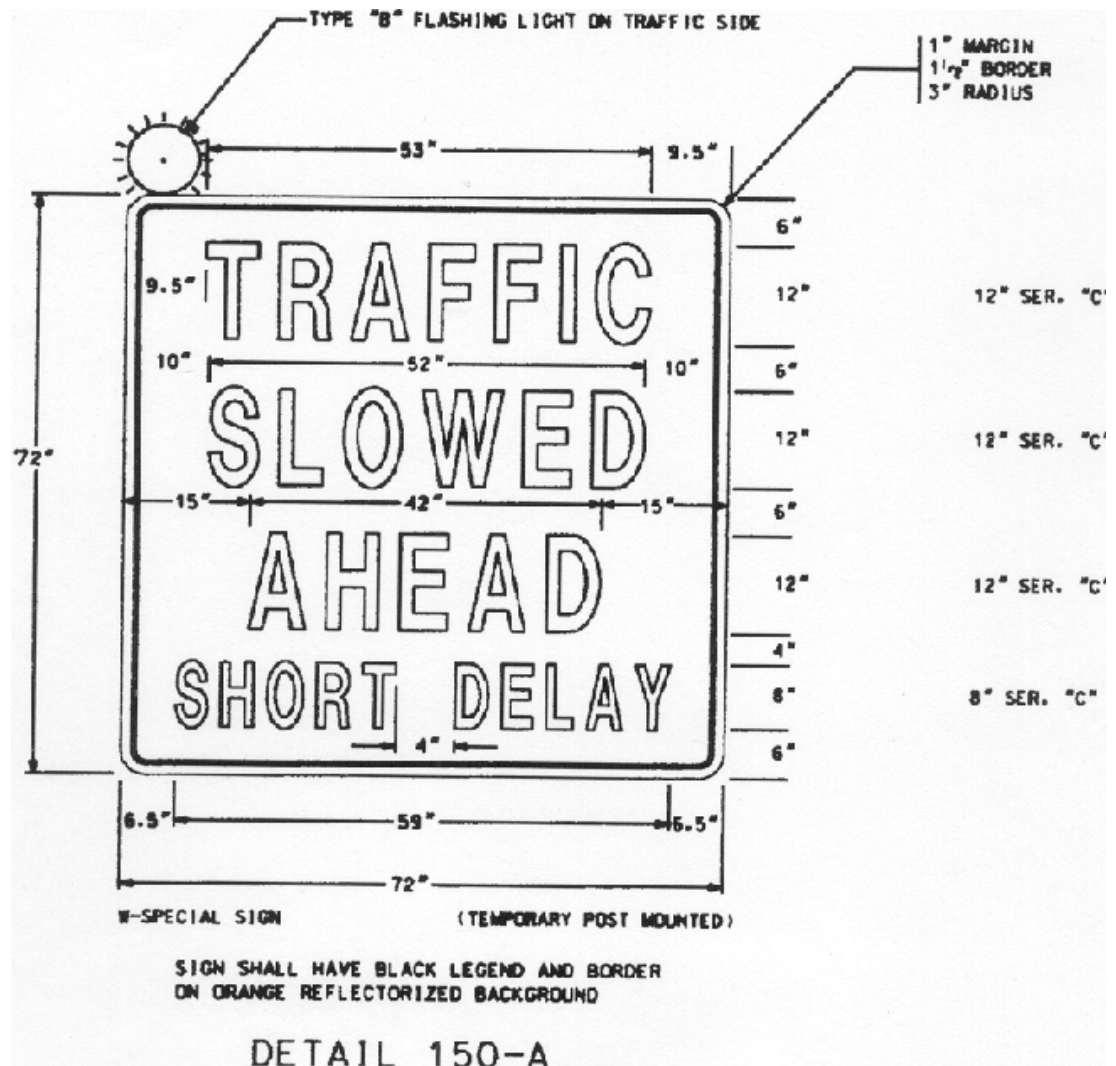 TYPE "B" FLASHING LIGHT ON TRAFFIC SIDE
1" MARGIN
1 1/2" BORDER
3" RADIUS
53"
9.5"
6"
9.5"
TRAFFIC
12"
12" SER. "C"
10"
52"
10"
6"
SLOWED
12"
12" SER. "C"
72"
15"
42"
15"
6"
AHEAD
12"
12" SER. "C"
4"
SHORT DELAY
8"
8" SER. "C"
4"
6"
6.5"
59"
6.5"
72"
W-SPECIAL SIGN
(TEMPORARY POST MOUNTED)
SIGN SHALL HAVE BLACK LEGEND AND BORDER
ON ORANGE REFLECTORIZED BACKGROUND
DETAIL 150-A